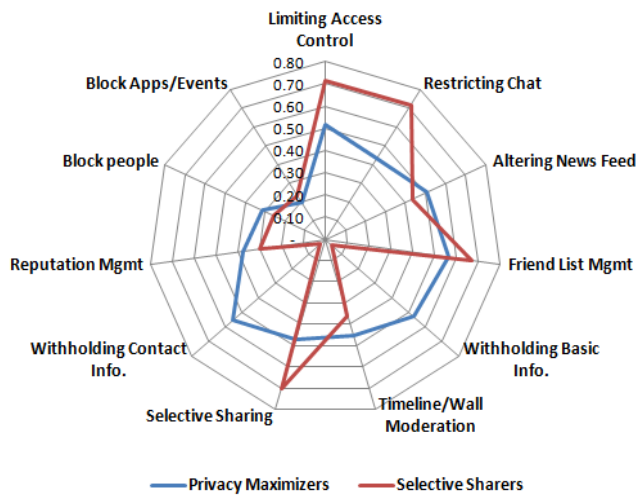 Limiting Access
Control
0.80
0.70
0.60
0.50
0.40
0.30
0.20
0.10
-
Block Apps/Events
Restricting Chat
Block people
Altering News Feed
Reputation Mgmt
Friend List Mgmt
Withholding Contact
Info.
Withholding Basic
Info.
Selective Sharing
Timeline/Wall
Moderation
Privacy Maximizers
Selective Sharers